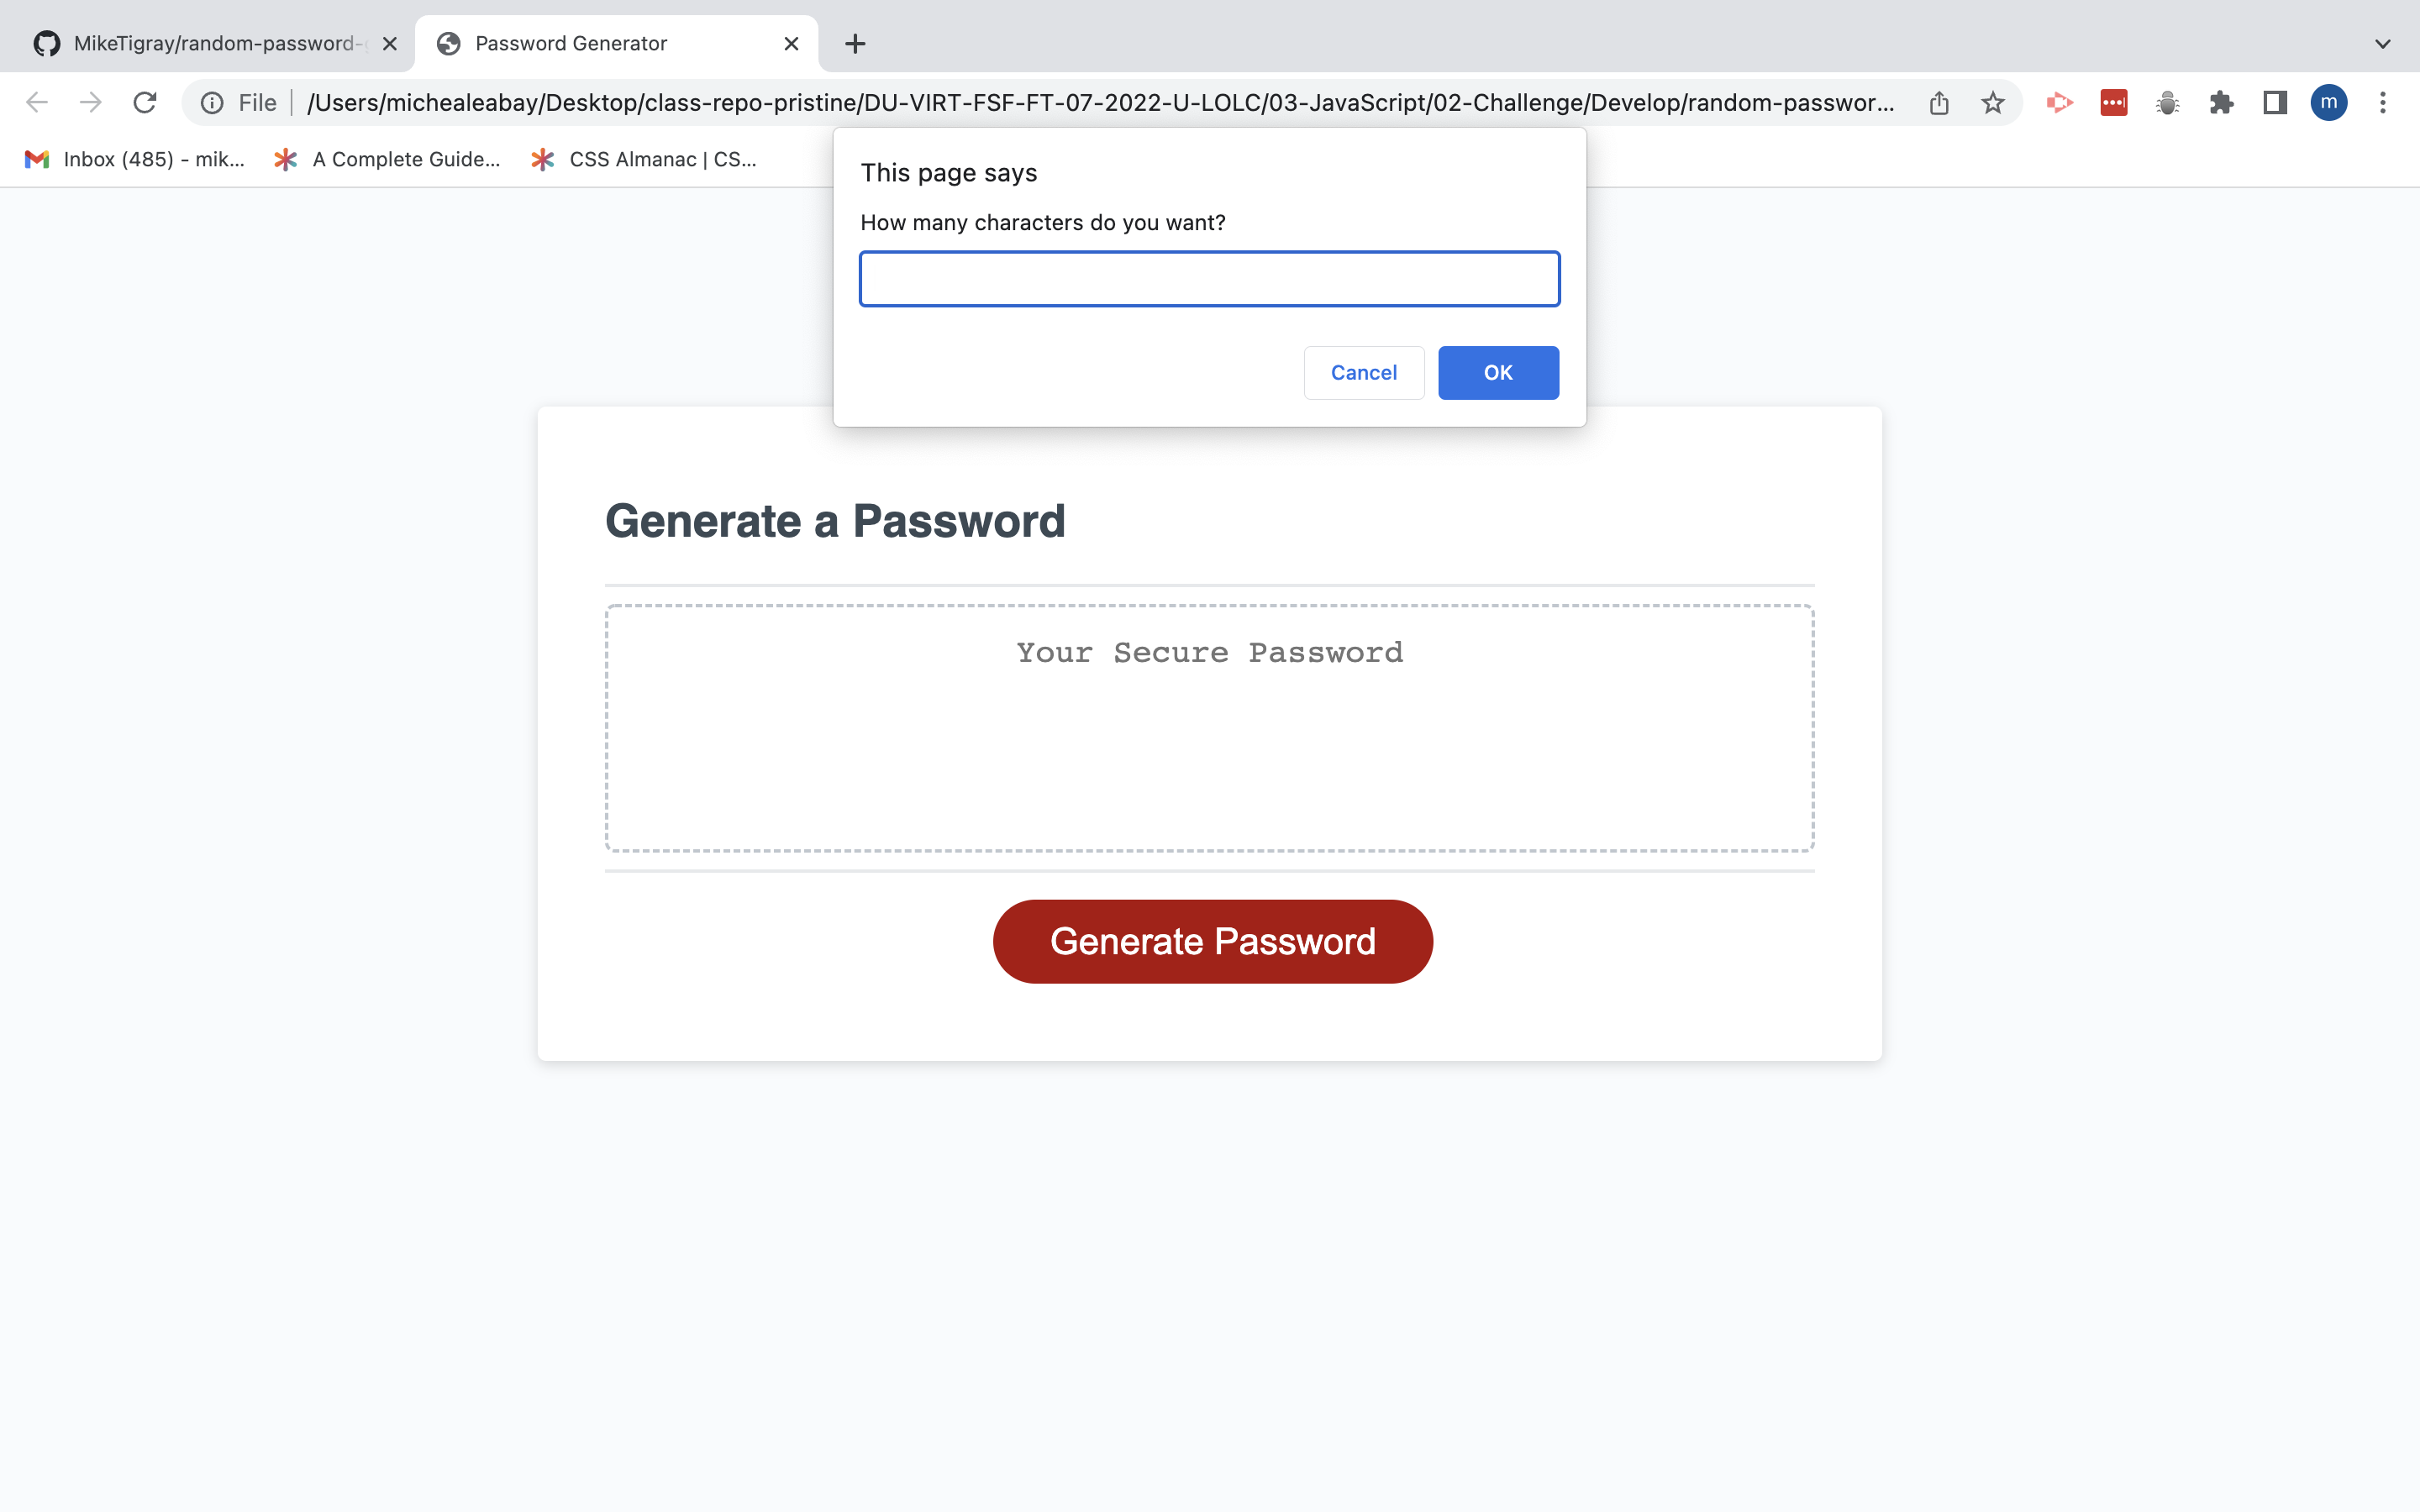 MikeTigray/random-password-
Password Generator
File
/Users/michealeabay/Desktop/class-repo-pristine/DU-VIRT-FSF-FT-07-2022-U-LOLC/03-JavaScript/02-Challenge/Develop/random-passwor...
m
Inbox (485) - mik...
A Complete Guide...
CSS Almanac | CS...
This page says
How many characters do you want?
Cancel
OK
Generate a Password
Your Secure Password
Generate Password